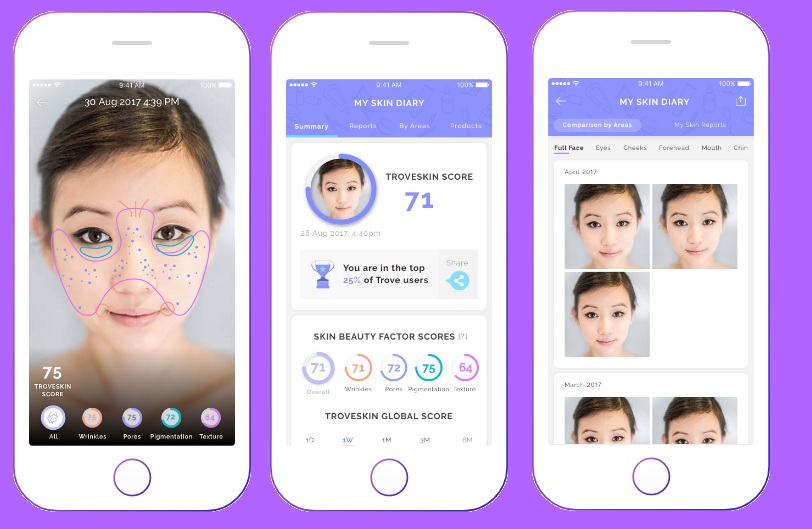 9:41 AM
100%
30 Aug 2017 4:39 PM
75
TROVESKIN
SCORE
75 75 72 64
All Wrinkles Pores Pigmentation Texture
9:41 AM
100%
MY SKIN DIARY
Summary Reports By Areas Products
TROVESKIN SCORE
71
28 Aug 2017, 4:40pm
You are in the top
25% of Trove users
Share
SKIN BEAUTY FACTOR SCORES [?]
71 71 72 75 64
Overall Wrinkles Pores Pigmentation Texture
TROVESKIN GLOBAL SCORE
1D 1W 1M 3M 6M
9:41 AM
100%
MY SKIN DIARY
Comparison by Areas My Skin Reports
Full Face Eyes Cheeks Forehead Mouth Chin
April 2017
March 2017